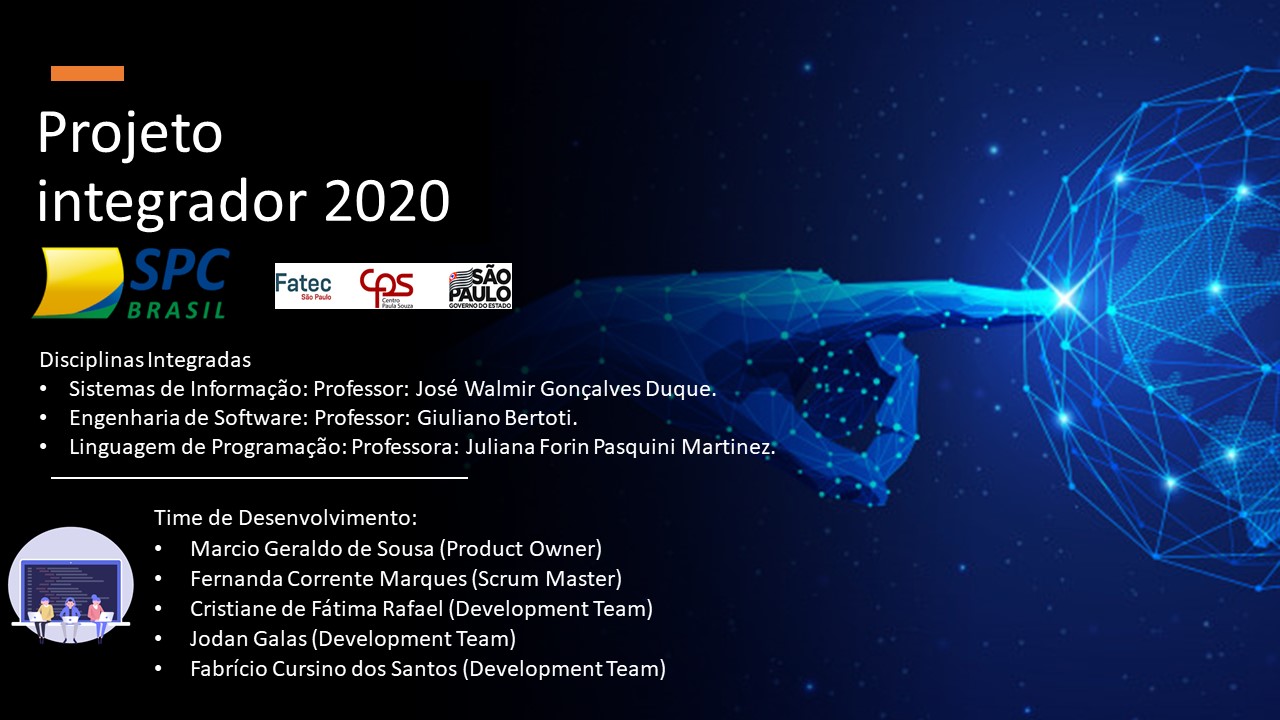 Projeto
integrador 2020
SPC
BRASIL
Fatec
São Paulo
CPS
Centro
Paula Souza
SÃO
PAULO
GOVERNO DO ESTADO
Disciplinas Integradas
• Sistemas de Informação: Professor: José Walmir Gonçalves Duque.
• Engenharia de Software: Professor: Giuliano Bertoti.
• Linguagem de Programação: Professora: Juliana Forin Pasquini Martinez.
Time de Desenvolvimento:
• Marcio Geraldo de Sousa (Product Owner)
• Fernanda Corrente Marques (Scrum Master)
• Cristiane de Fátima Rafael (Development Team)
• Jodan Galas (Development Team)
• Fabrício Cursino dos Santos (Development Team)